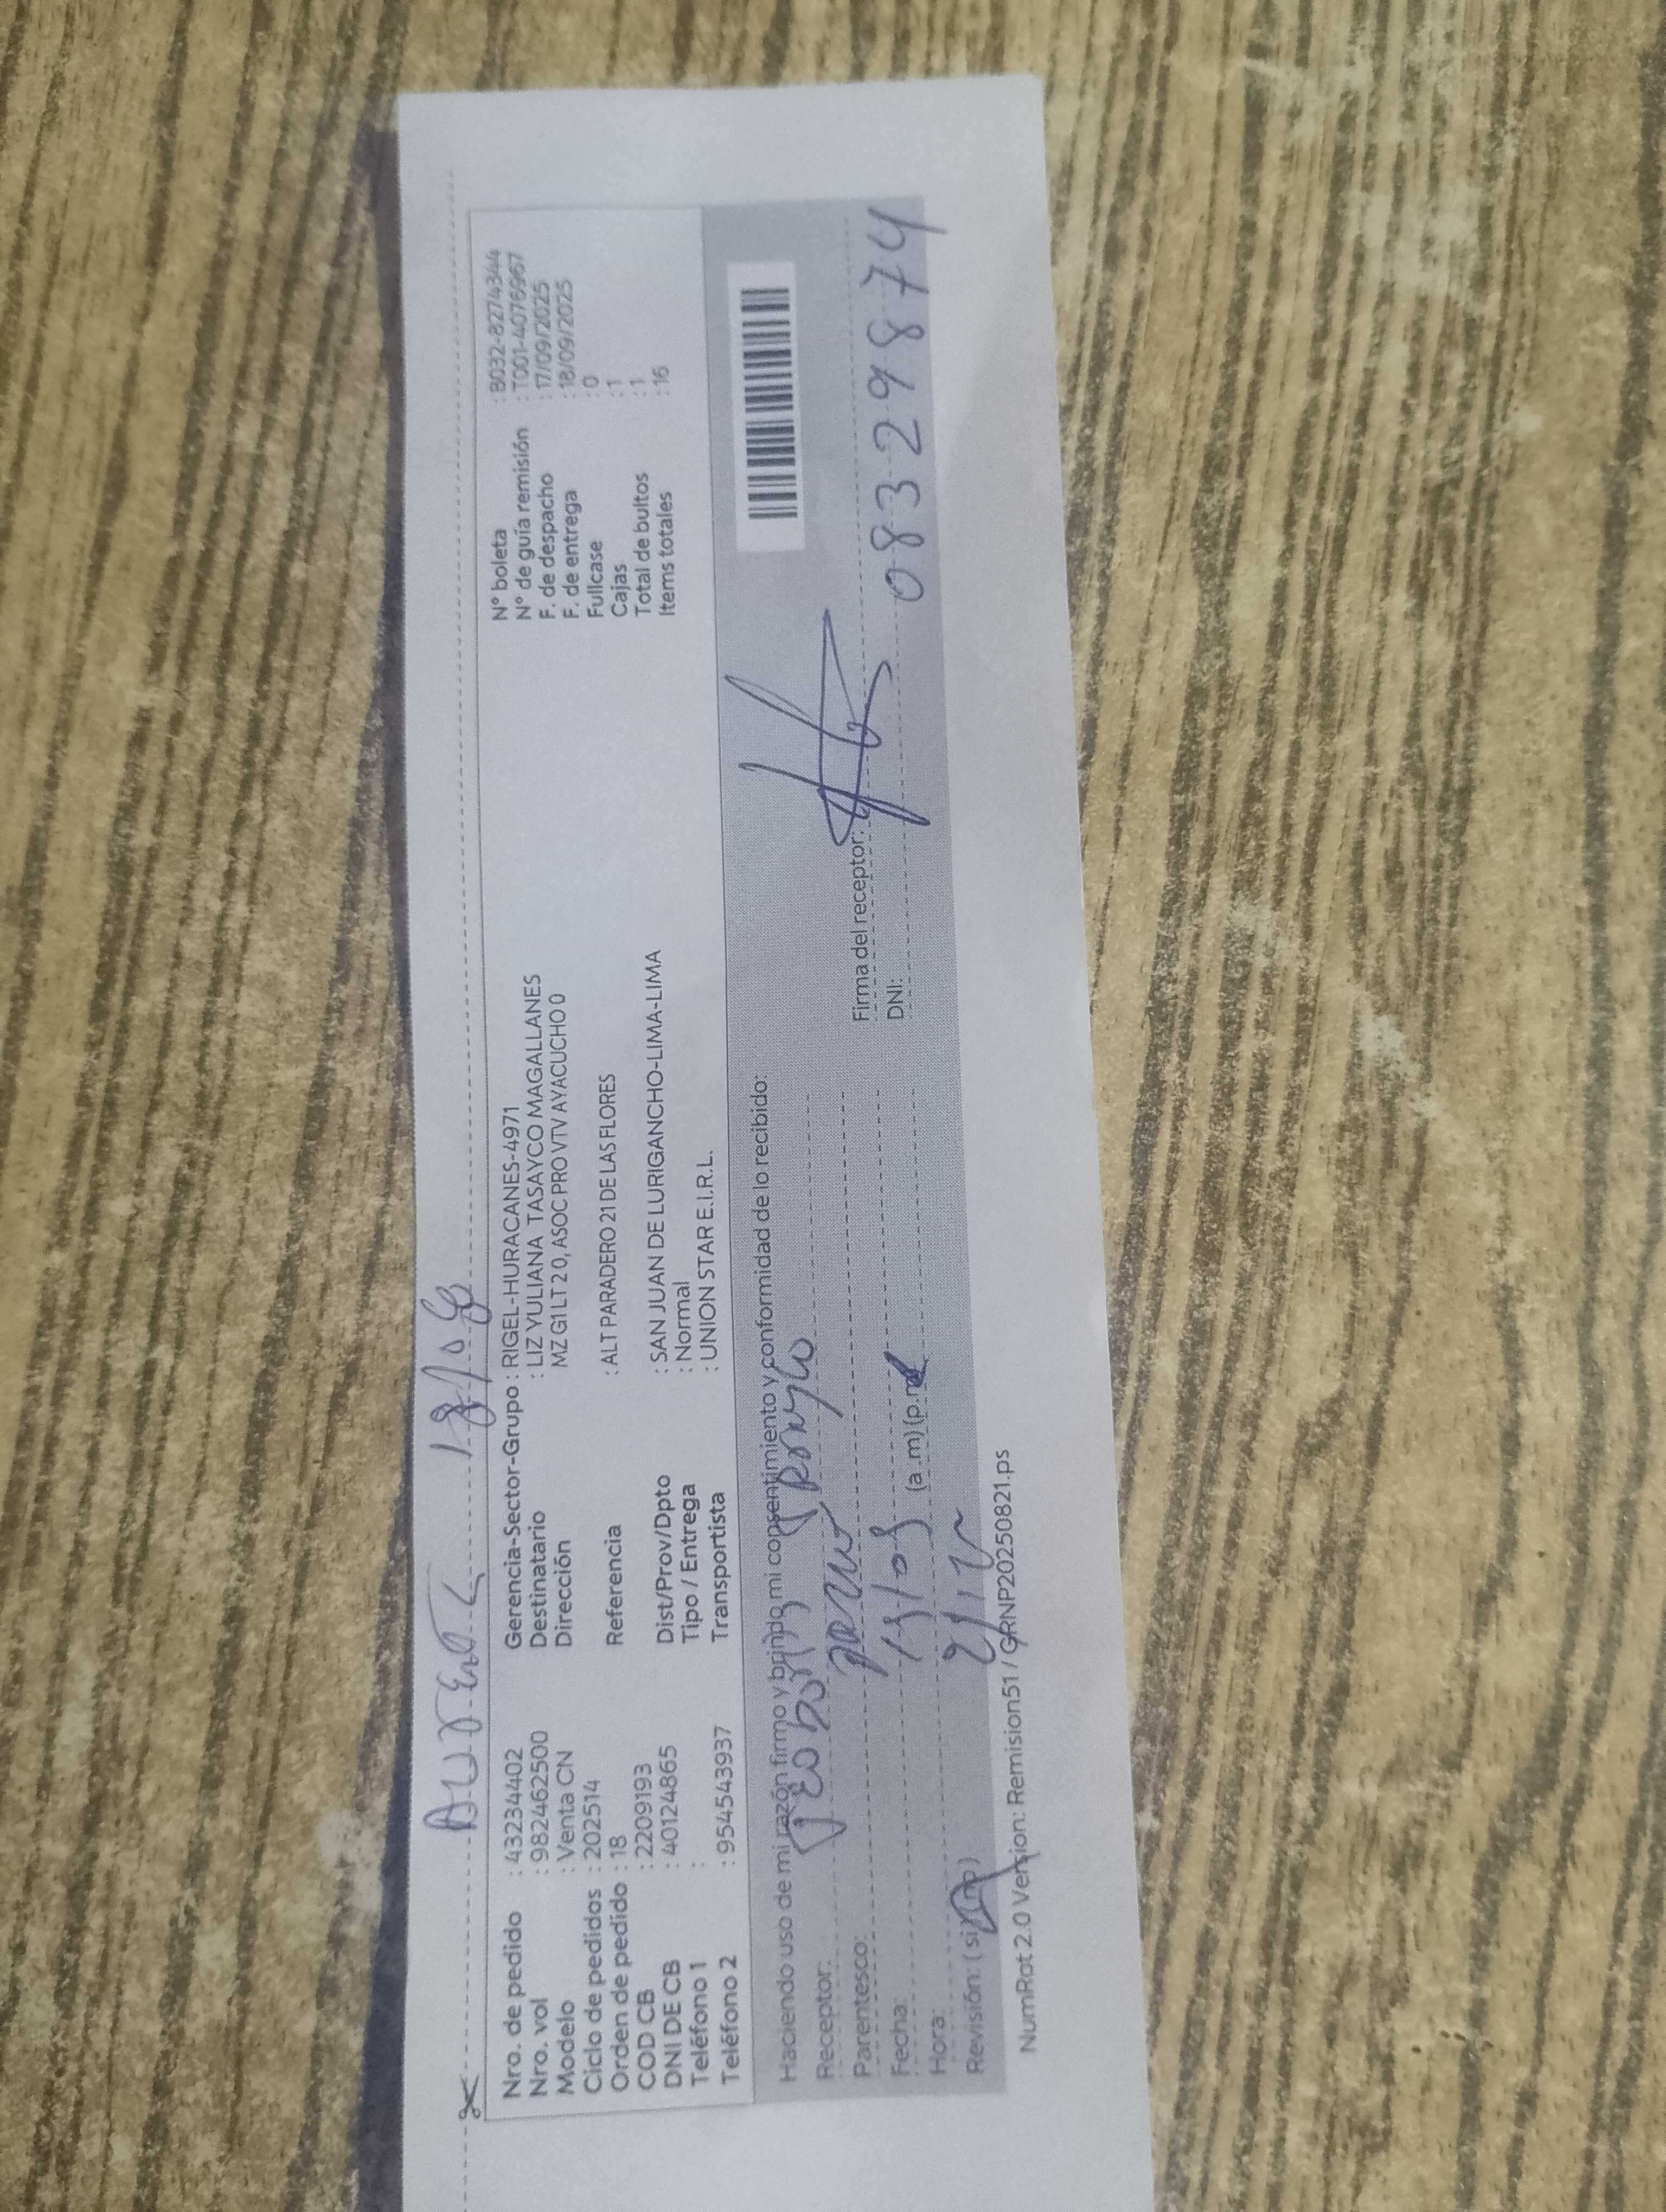 AUSENTE 18/09
Nro. de pedido : 43234402
Nro. vol : 982462500
Modelo : Venta CN
Ciclo de pedidos : 202514
Orden de pedido : 18
COD CB : 2209193
DNI DE CB : 40124865
Teléfono 1 :
Teléfono 2 : 954543937
Gerencia-Sector-Grupo : RIGEL-HURACANES-4971
Destinatario : LIZ YULIANA TASAYCO MAGALLANES
Dirección MZ G1 LT 2 0, ASOC PRO VTV AYACUCHO 0
Referencia : ALT PARADERO 21 DE LAS FLORES
Dist/Prov/Dpto : SAN JUAN DE LURIGANCHO-LIMA-LIMA
Tipo / Entrega : Normal
Transportista : UNION STAR E.I.R.L.
N° boleta : B032-8274344
N° de guía remisión : T001-4076967
F. de despacho : 17/09/2025
F. de entrega : 18/09/2025
Fullcase : 0
Cajas : 1
Total de bultos : 1
Items totales : 16
Haciendo uso de mi razón firmo y brindo mi consentimiento y conformidad de lo recibido:
Receptor:
Parentesco:
Fecha:
Hora: (a.m) (p.m)
Revisión: ( si / no )
Firma del receptor:
DNI: 08329874
NumRot 2.0 Version: Remision51 / GRNP20250821.ps